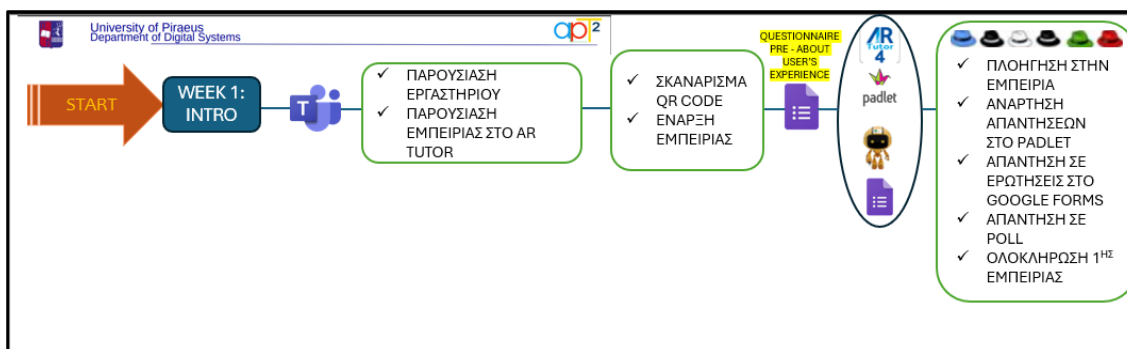 University of Piraeus
Department of Digital Systems
apt2
START
WEEK 1:
INTRO
T
ΠΑΡΟΥΣΙΑΣΗ
ΕΡΓΑΣΤΗΡΙΟΥ
ΠΑΡΟΥΣΙΑΣΗ
ΕΜΠΕΙΡΙΑΣ ΣΤΟ AR
TUTOR
ΣΚΑΝΑΡΙΣΜΑ
QR CODE
ΕΝΑΡΞΗ
ΕΜΠΕΙΡΙΑΣ
QUESTIONNAIRE
PRE - ABOUT
USER'S
EXPERIENCE
AR
Tutor
4
padlet
ΠΛΟΗΓΗΣΗ ΣΤΗΝ
ΕΜΠΕΙΡΙΑ
ΑΝΑΡΤΗΣΗ
ΑΠΑΝΤΗΣΕΩΝ
ΣΤΟ PADLET
ΑΠΑΝΤΗΣΗ ΣΕ
ΕΡΩΤΗΣΕΙΣ ΣΤΟ
GOOGLE FORMS
ΑΠΑΝΤΗΣΗ ΣΕ
POLL
ΟΛΟΚΛΗΡΩΣΗ 1ΗΣ
ΕΜΠΕΙΡΙΑΣ